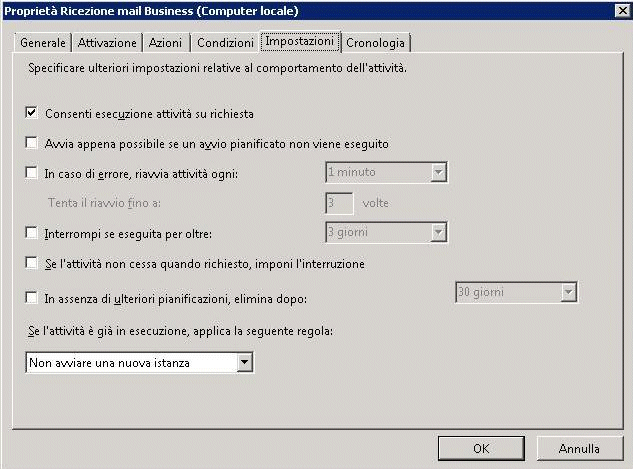 Proprietà Ricezione mail Business (Computer locale)
Generale Attivazione Azioni Condizioni Impostazioni Cronologia
Specificare ulteriori impostazioni relative al comportamento dell'attività.
Consenti esecuzione attività su richiesta
Avvia appena possibile se un avvio pianificato non viene eseguito
In caso di errore, riavvia attività ogni: 1 minuto
Tenta il riavvio fino a: 3 volte
Interrompi se eseguita per oltre: 3 giorni
Se l'attività non cessa quando richiesto, imponi l'interruzione
In assenza di ulteriori pianificazioni, elimina dopo: 30 giorni
Se l'attività è già in esecuzione, applica la seguente regola:
Non avviare una nuova istanza
OK Annulla